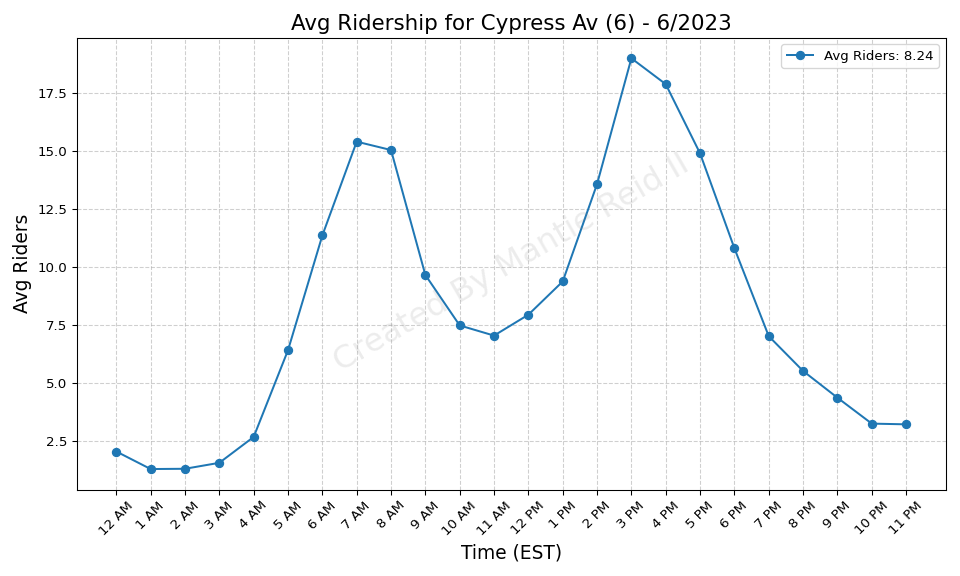 Avg Ridership for Cypress Av (6) - 6/2023
Avg Riders: 8.24
17.5
15.0
12.5
10.0
7.5
5.0
2.5
Avg Riders
Created By Mantic Reid II
12 AM
1 AM
2 AM
3 AM
4 AM
5 AM
6 AM
7 AM
8 AM
9 AM
10 AM
11 AM
12 PM
1 PM
2 PM
3 PM
4 PM
5 PM
6 PM
7 PM
8 PM
9 PM
10 PM
11 PM
Time (EST)